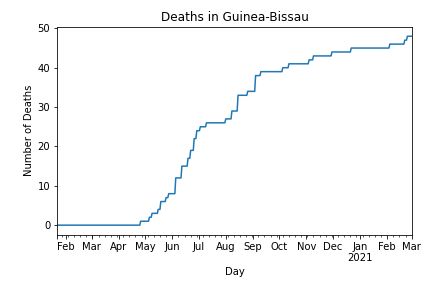 Deaths in Guinea-Bissau
50
40
30
20
10
0
Number of Deaths
Feb Mar Apr May Jun Jul Aug Sep Oct Nov Dec Jan Feb Mar
2021
Day